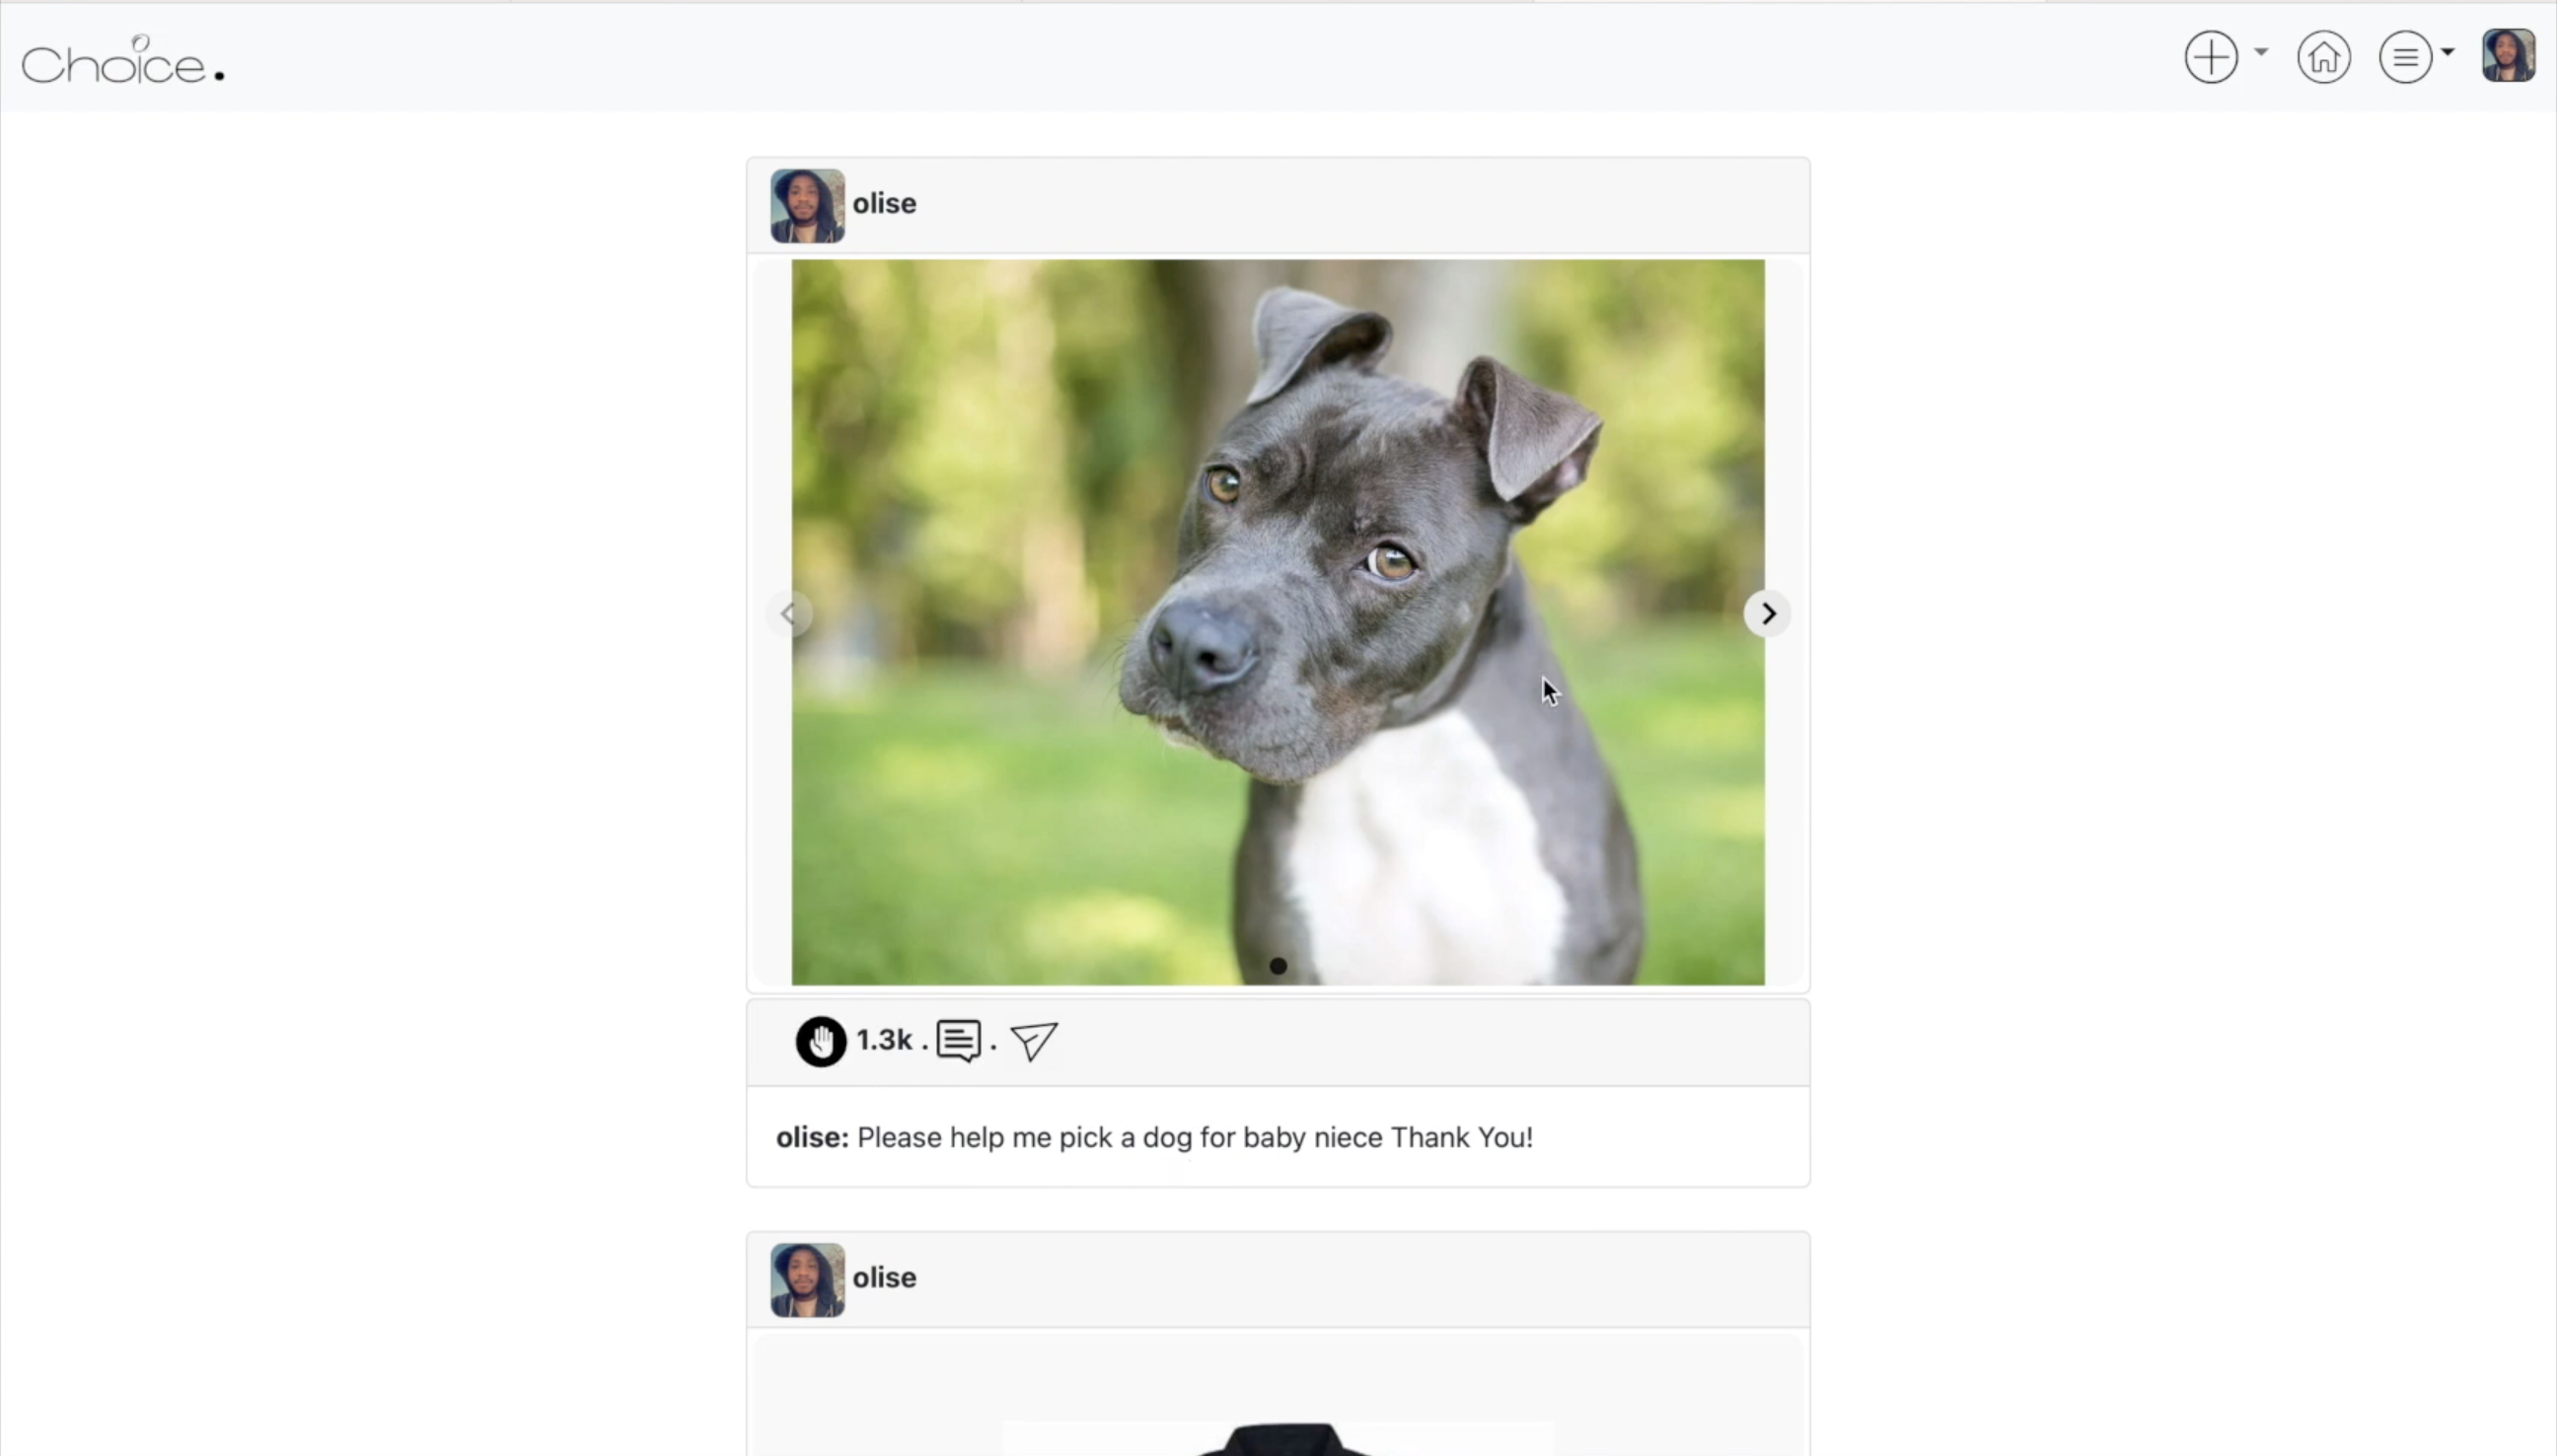 Choice.
olise
1.3k . .
olise: Please help me pick a dog for baby niece Thank You!
olise